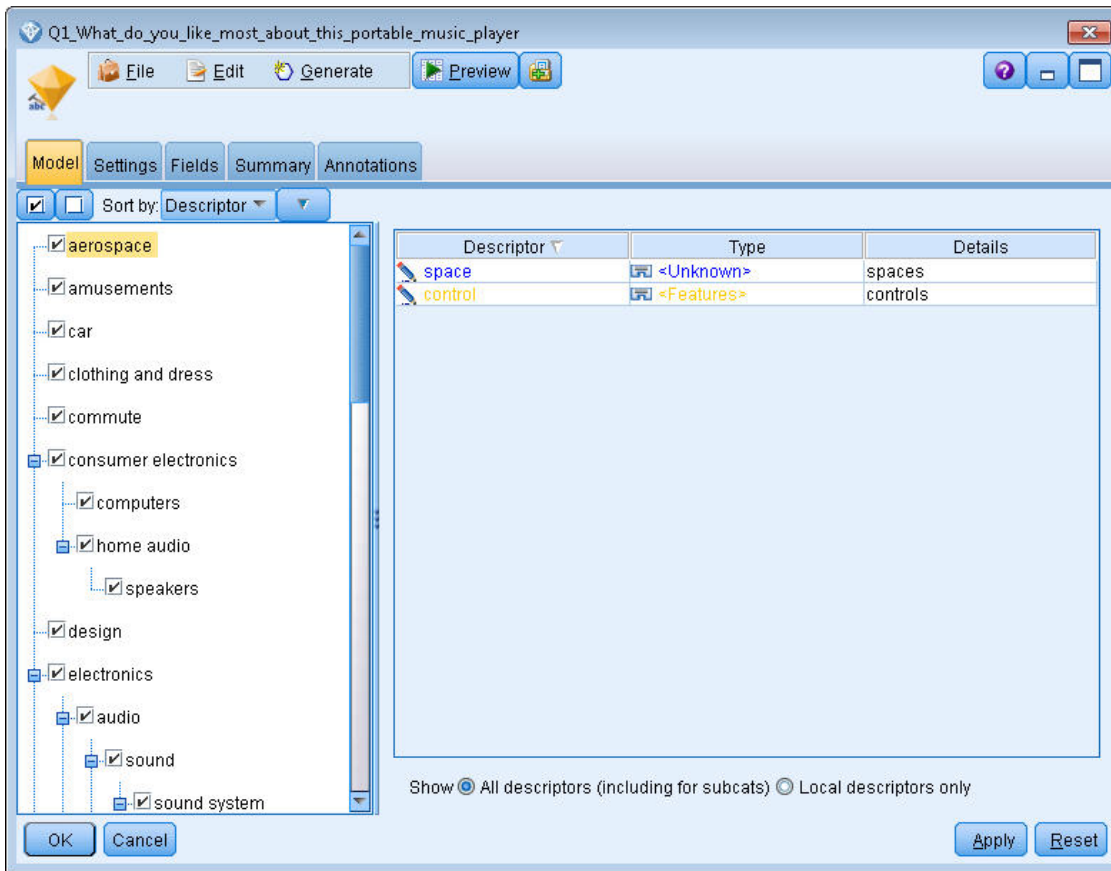 Q1_What_do_you_like_most_about_this_portable_music_player
File Edit Generate Preview
abc
Model Settings Fields Summary Annotations
Sort by: Descriptor
aerospace
amusements
car
clothing and dress
commute
consumer electronics
computers
home audio
speakers
design
electronics
audio
sound
sound system
Descriptor Type Details
space <Unknown> spaces
control <Features> controls
Show All descriptors (including for subcats) Local descriptors only
OK Cancel Apply Reset